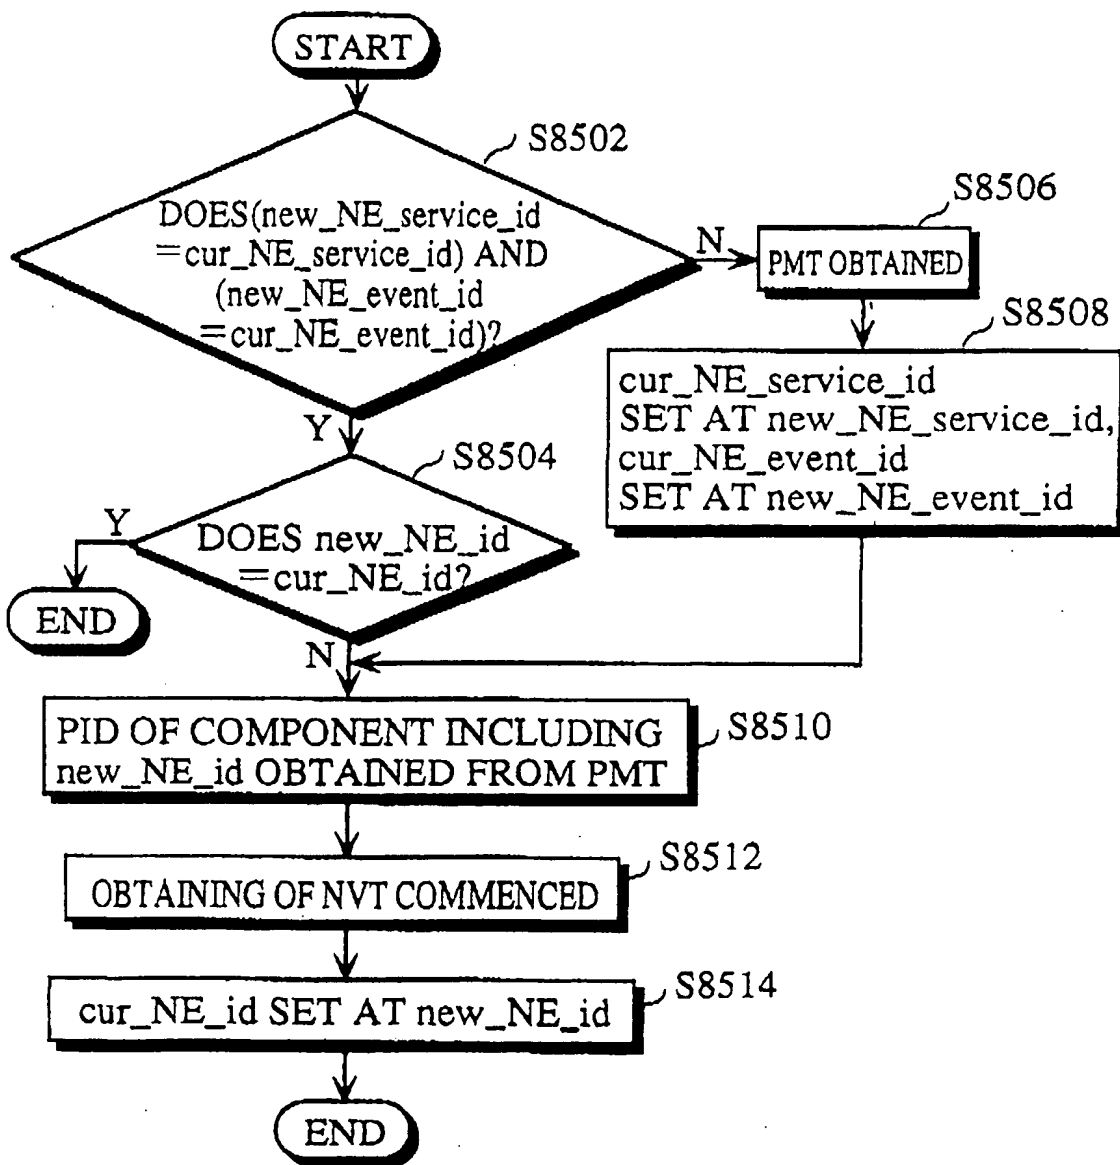 START
S8502
DOES(new_NE_service_id
=cur_NE_service_id) AND
(new_NE_event_id
=cur_NE_event_id)?
N
S8506
PMT OBTAINED
S8508
cur_NE_service_id
SET AT new_NE_service_id,
cur_NE_event_id
SET AT new_NE_event_id
Y
S8504
DOES new_NE_id
=cur_NE_id?
Y
END
N
S8510
PID OF COMPONENT INCLUDING
new_NE_id OBTAINED FROM PMT
S8512
OBTAINING OF NVT COMMENCED
S8514
cur_NE_id SET AT new_NE_id
END